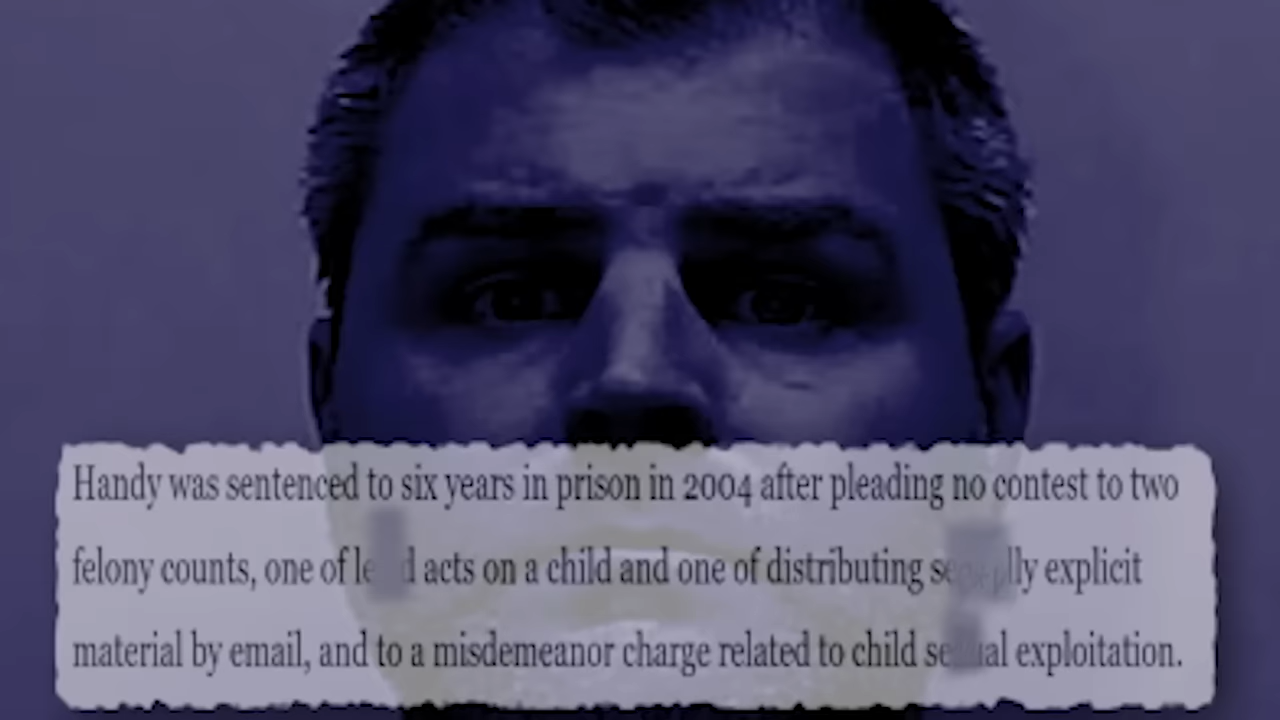 Handy was sentenced to six years in prison in 2004 after pleading no contest to two
felony counts, one of acts on a child and one of distributing explicit
material by email, and to a misdemeanor charge related to child exploitation.